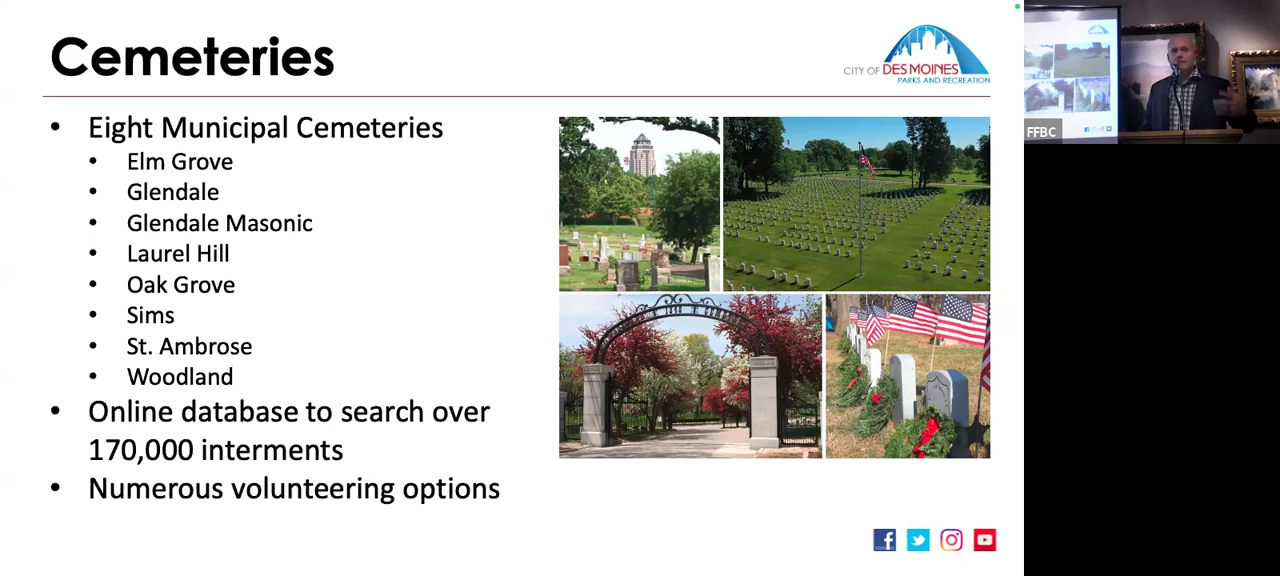 Cemeteries
CITY OF DES MOINES
PARKS AND RECREATION
• Eight Municipal Cemeteries
• Elm Grove
• Glendale
• Glendale Masonic
• Laurel Hill
• Oak Grove
• Sims
• St. Ambrose
• Woodland
• Online database to search over
170,000 interments
• Numerous volunteering options
FFBC